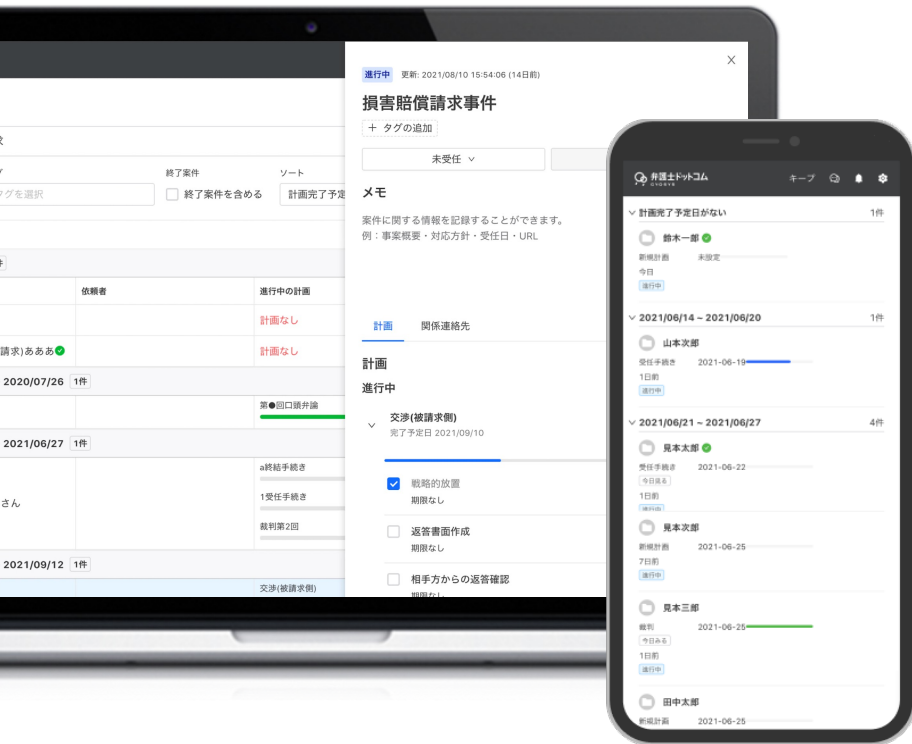 求
終了案件
ソート
タグを選択
終了案件を含める
計画完了予定
件
依頼者
進行中の計画
計画なし
請求)あああ
計画なし
2020/07/26 1件
第●回口頭弁論
2021/06/27 1件
a終結手続き
さん
1受任手続き
裁判第2回
2021/09/12 1件
交渉(被請求側)
X
進行中 更新: 2021/08/10 15:54:06 (14日前)
損害賠償請求事件
+ タグの追加
未受任
メモ
案件に関する情報を記録することができます。
例：事案概要・対応方針・受任日・URL
計画 関係連絡先
計画
進行中
交渉(被請求側)
完了予定日 2021/09/10
戦略的放置
期限なし
返答書面作成
期限なし
相手方からの返答確認
期限なし
弁護士ドットコム キープ
計画完了予定日がない 1件
鈴木一郎
新規計画 未設定
今日
進行中
2021/06/14 ~ 2021/06/20 1件
山本次郎
受任手続き 2021-06-19
1日前
進行中
2021/06/21 ~ 2021/06/27 4件
見本太郎
受任手続き 2021-06-22
今日見る
1日前
進行中
見本次郎
新規計画 2021-06-25
7日前
進行中
見本三郎
裁判 2021-06-25
今日みる
1日前
進行中
田中太郎
新規計画 2021-06-25